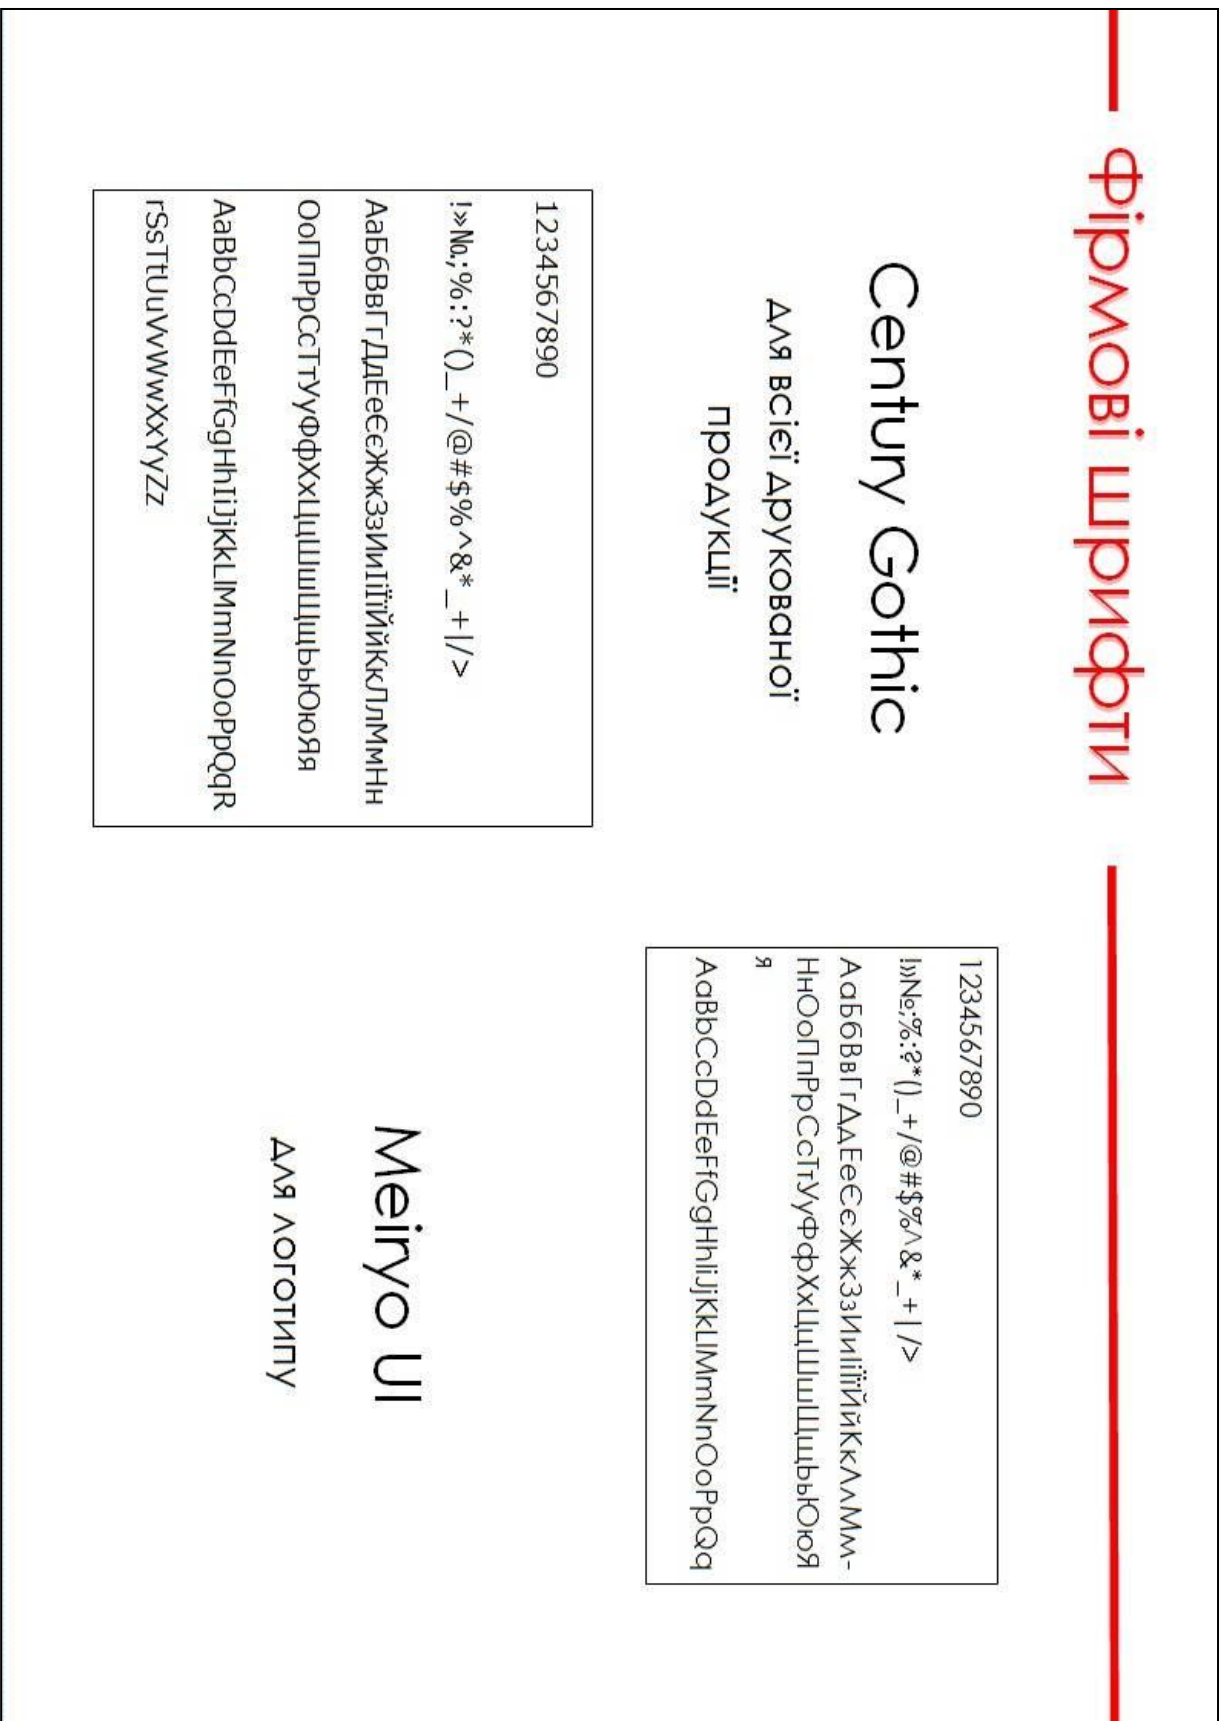 Фірмові шрифти
Century Gothic
для всієї друкованої
продукції
1234567890
!»№;%:?*()_+/@#$%^&*_+|/>
АаБбВвГгДдЕеЄєЖжЗзИиІіЇїЙйКкЛлМм-
НнОоПпРрСсТтУуФфХхЦцШшЩщЬьЮюЯ
я
AaBbCcDdEeFfGgHhIiJjKkLlMmNnOoPpQq
1234567890
!»№;%:?*()_+/@#$%^&*_+|/>
АаБбВвГгДдЕеЄєЖжЗзИиІіЇїЙйКкЛлМмНн
ОоПпРрСсТтУуФфХхЦцШшЩщЬьЮюЯя
AaBbCcDdEeFfGgHhIiJjKkLlMmNnOoPpQqR
rSsTtUuVvWwXxYyZz
Meiryo UI
для логотипу